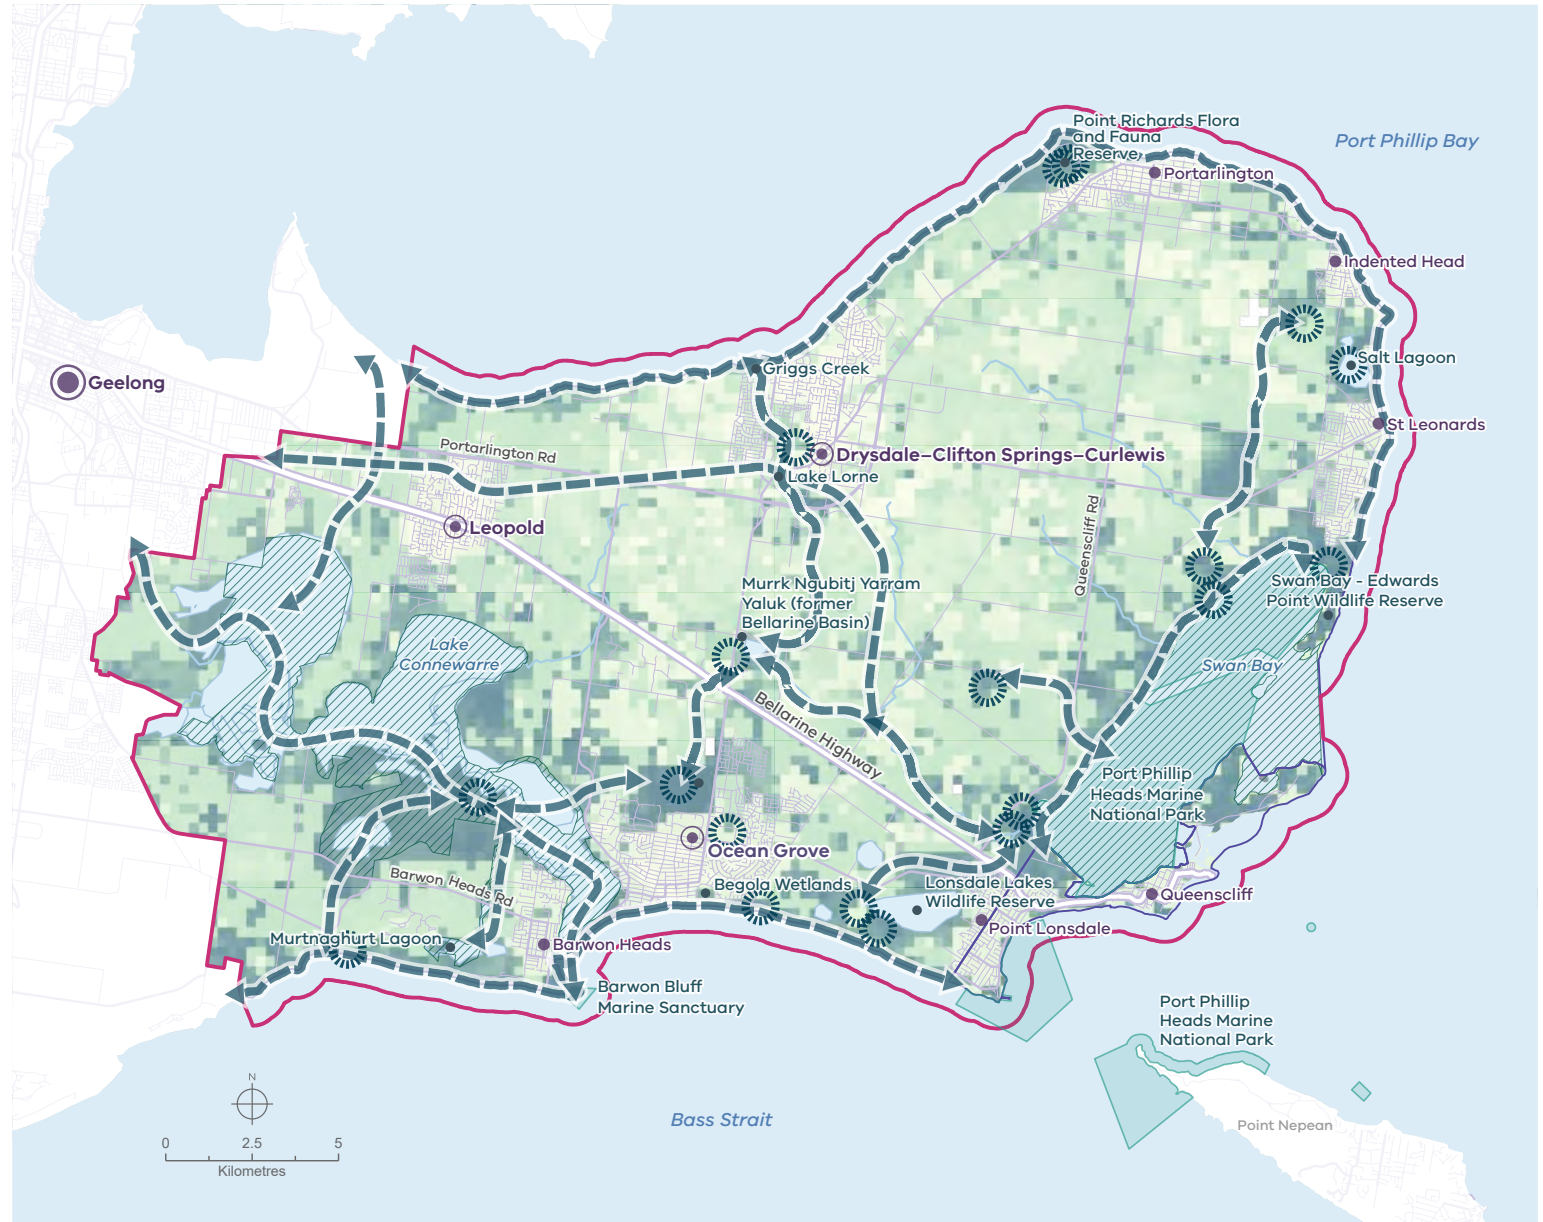 Point Richards Flora
and Fauna
Reserve
Port Phillip Bay
Portarlington
Indented Head
Salt Lagoon
Griggs Creek
Geelong
St Leonards
Portarlington Rd
Drysdale–Clifton Springs–Curlewis
Lake Lorne
Leopold
Queenscliff Rd
Murrk Ngubitj Yarram
Yaluk (former
Bellarine Basin)
Swan Bay - Edwards
Point Wildlife Reserve
Lake
Connewarre
Swan Bay
Bellarine Highway
Port Phillip
Heads Marine
National Park
Ocean Grove
Barwon Heads Rd
Begola Wetlands
Lonsdale Lakes
Wildlife Reserve
Queenscliff
Point Lonsdale
Murtnaghurt Lagoon
Barwon Heads
Barwon Bluff
Marine Sanctuary
Port Phillip
Heads Marine
National Park
N
Bass Strait
Point Nepean
0 2.5 5
Kilometres